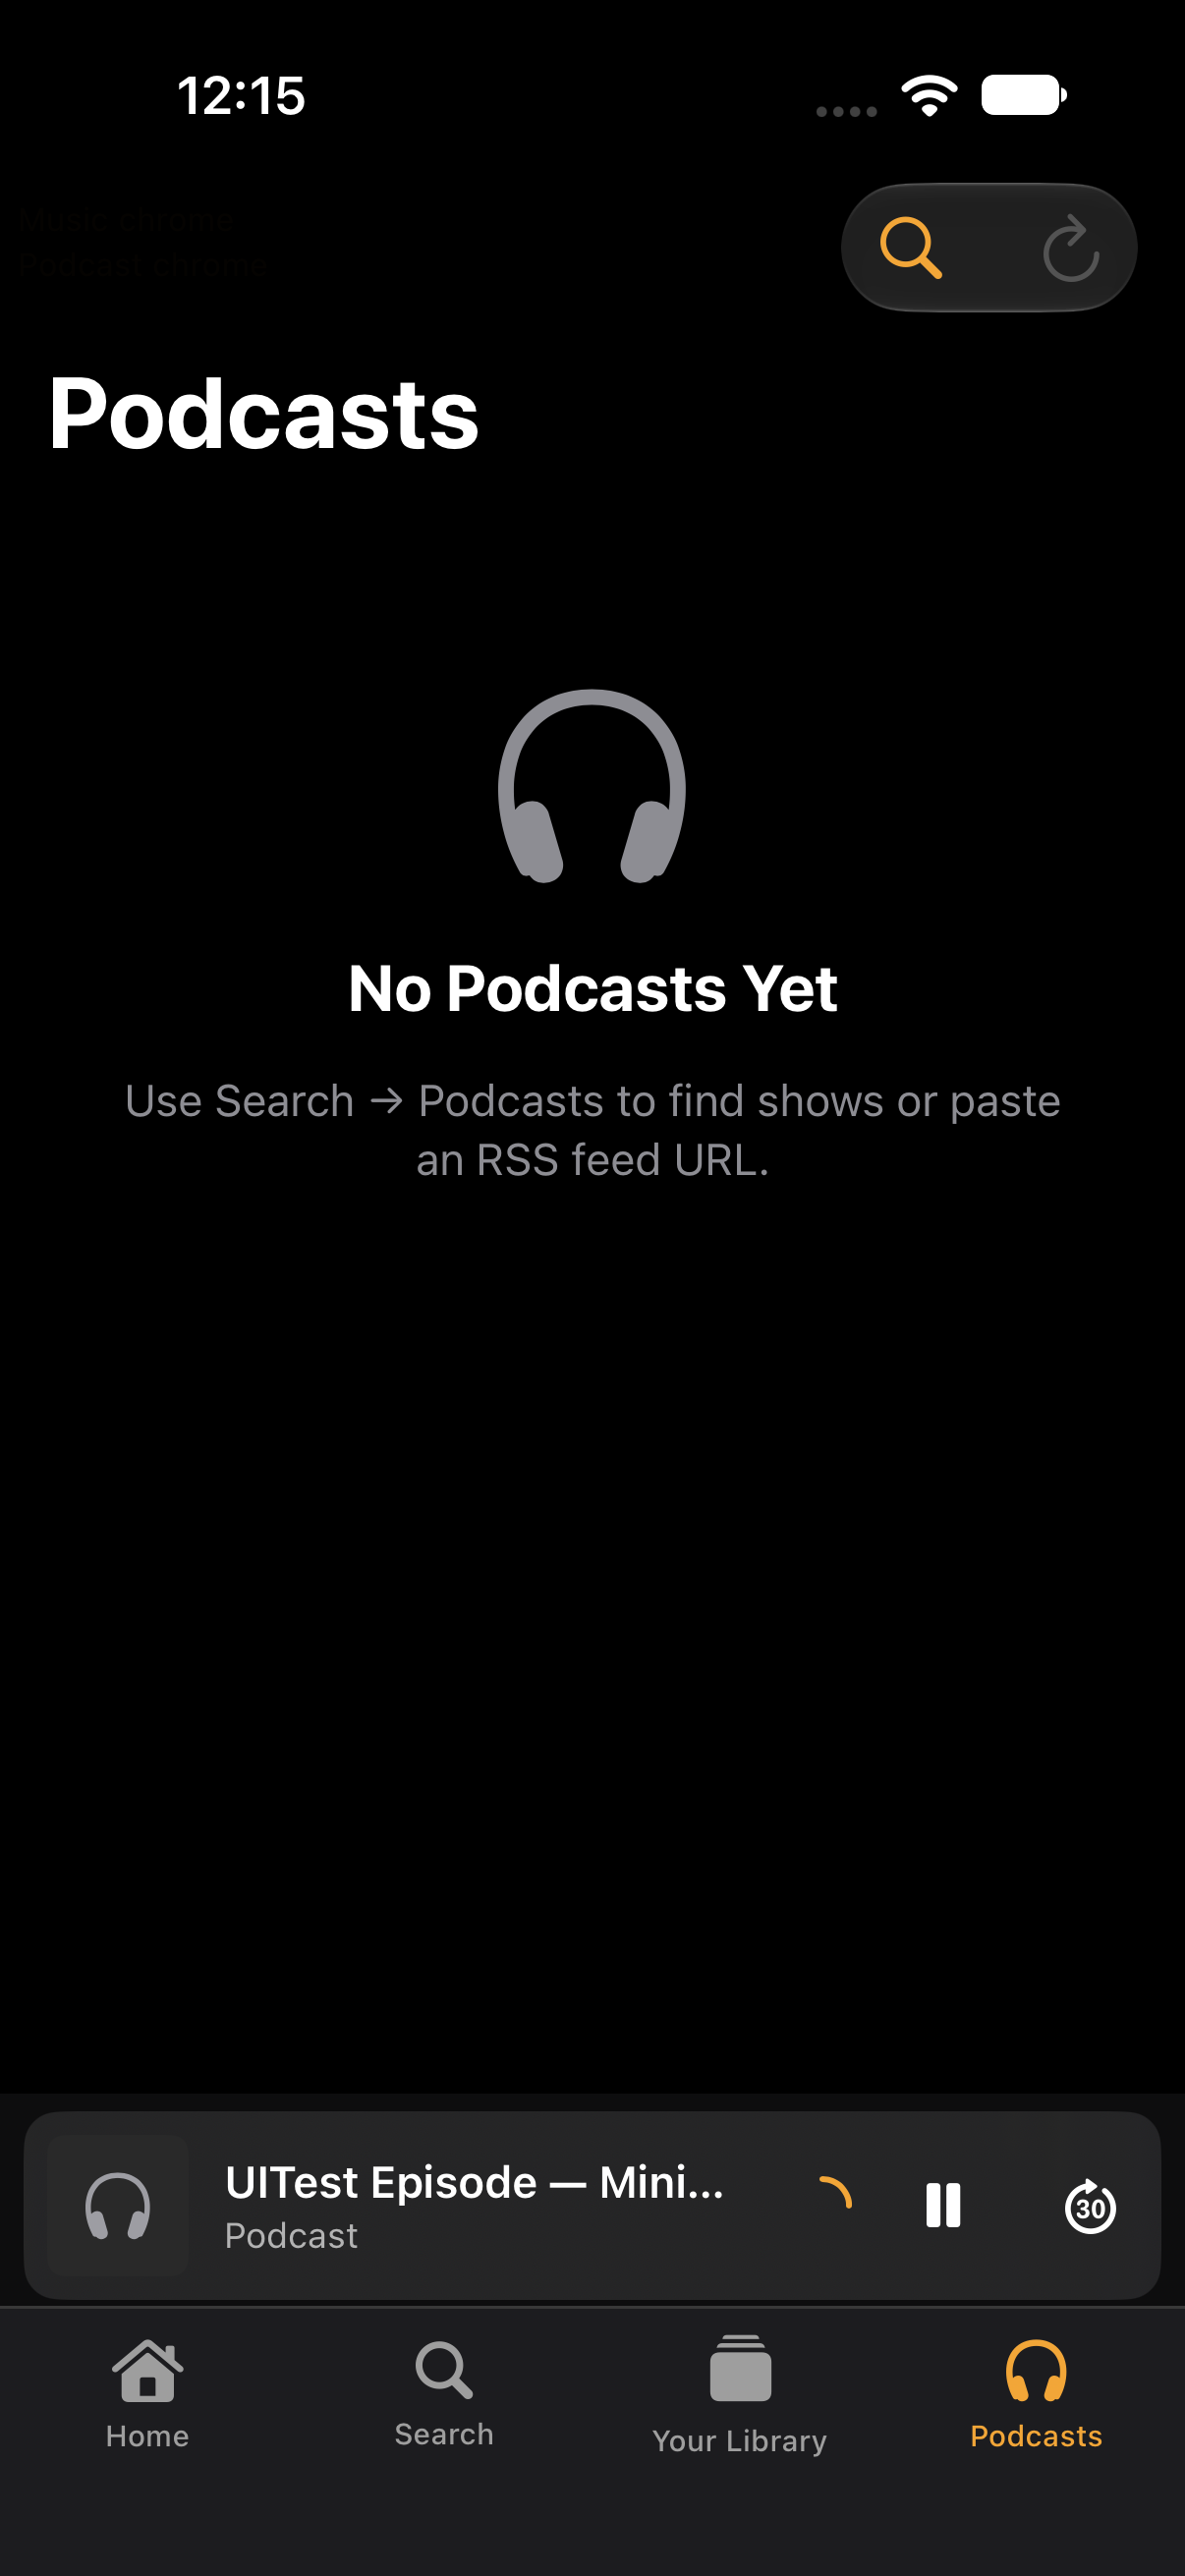 12:15
Music chrome
Podcast chrome
Podcasts
No Podcasts Yet
Use Search → Podcasts to find shows or paste
an RSS feed URL.
UITest Episode — Mini...
Podcast
30
Home
Search
Your Library
Podcasts